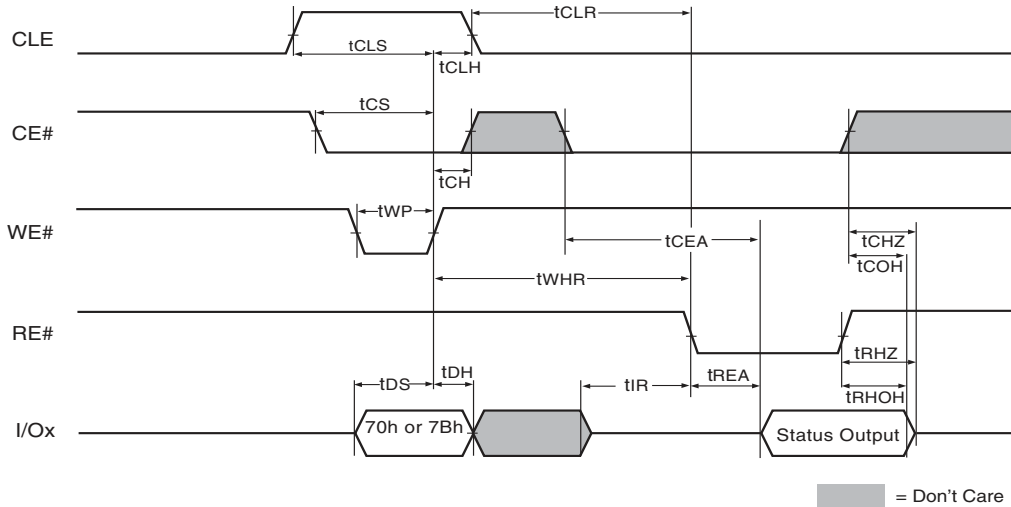 CLE
tCLR
tCLS
tCLH
CE#
tCS
tCH
WE#
tWP
tCEA
tCHZ
tCOH
tWHR
RE#
tRHZ
tRHOH
tDS
tDH
tIR
tREA
I/Ox
70h or 7Bh
Status Output
= Don't Care